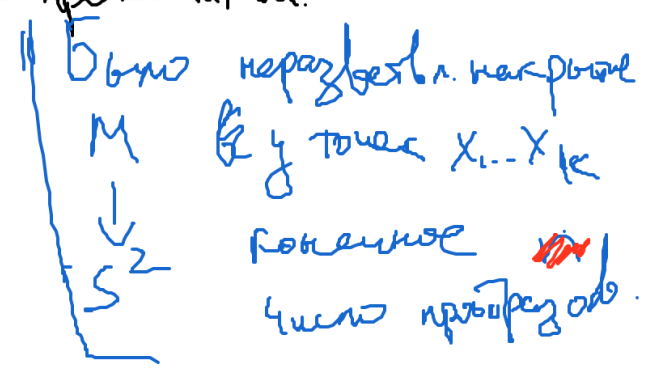 Было неразветвл. накрытие
M в у точек X₁...Xₖ
↓ конечное
S² число прообразов.